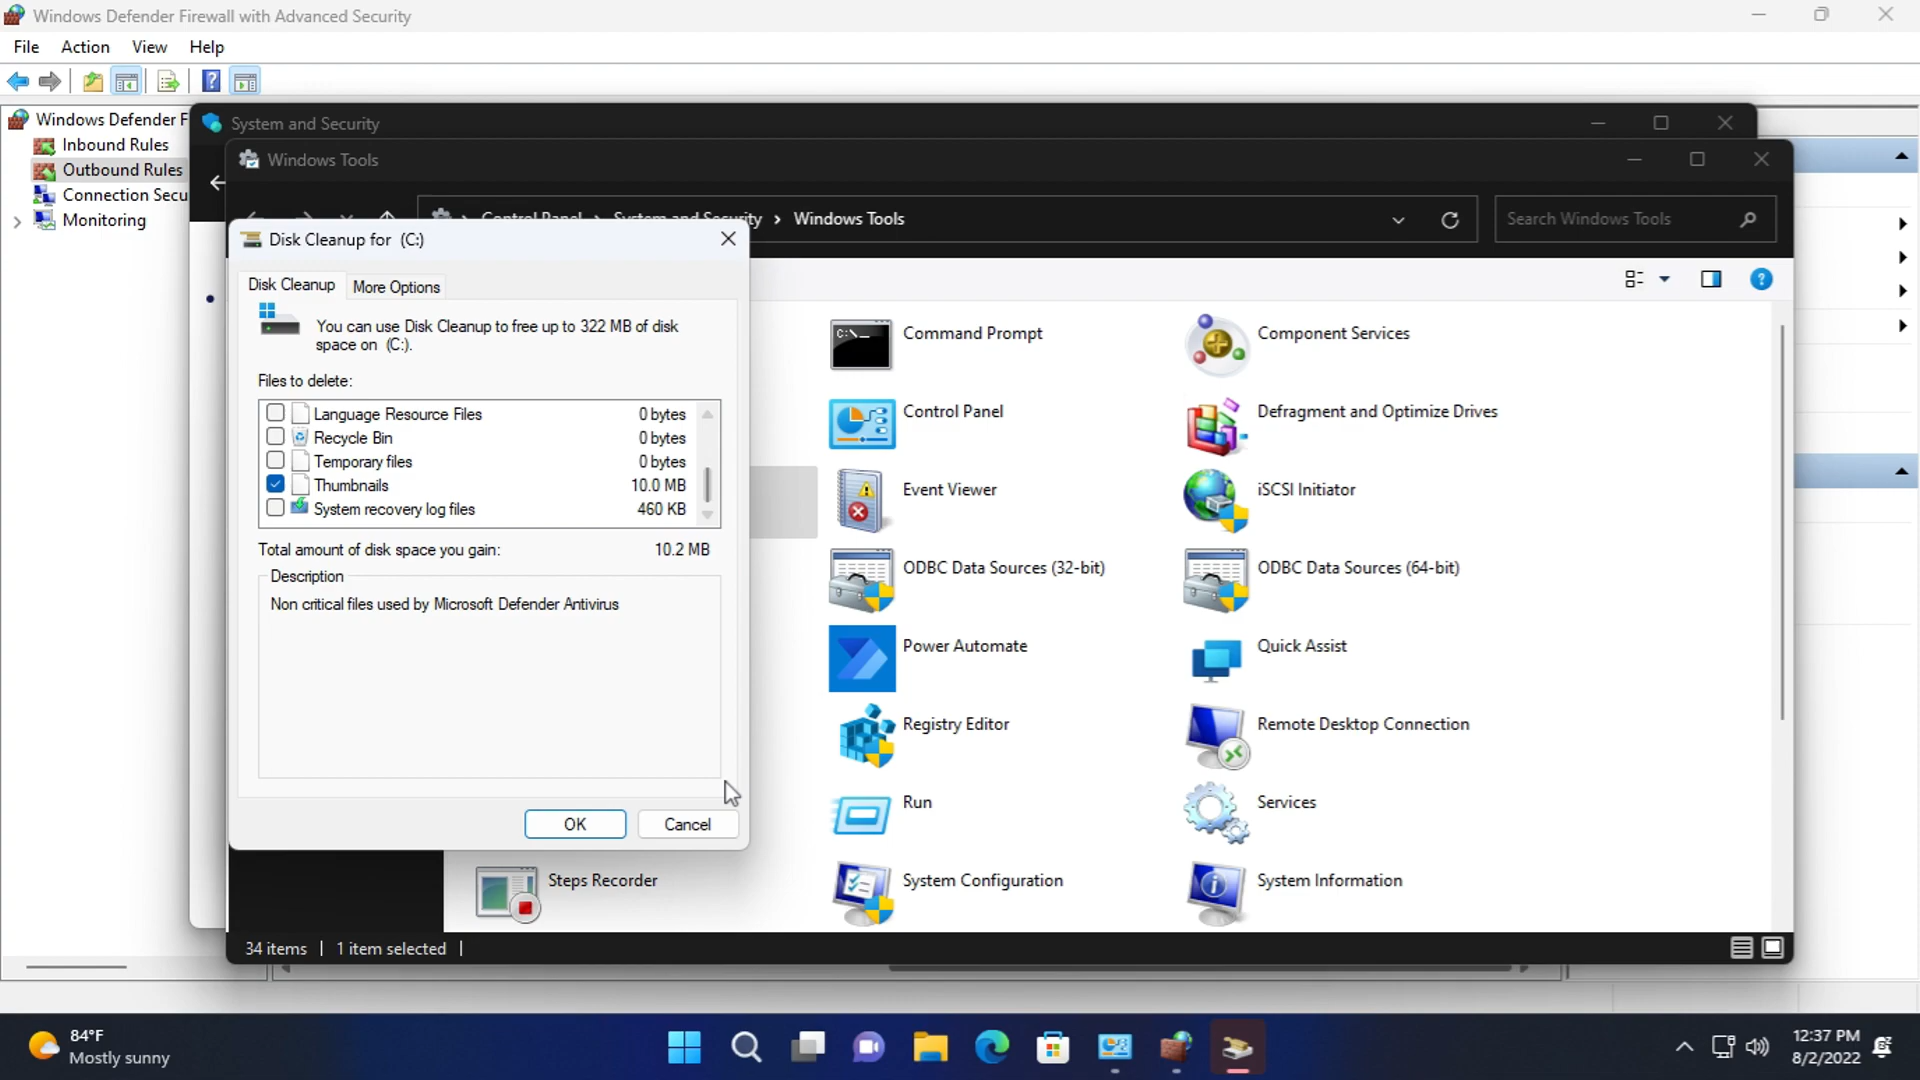 Windows Defender Firewall with Advanced Security
File Action View Help
Windows Defender F
Inbound Rules
Outbound Rules
Connection Secu
Monitoring
System and Security
Windows Tools
Control Panel > System and Security > Windows Tools
Search Windows Tools
Disk Cleanup for (C:)
Disk Cleanup More Options
You can use Disk Cleanup to free up to 322 MB of disk
space on (C:).
Files to delete:
Language Resource Files 0 bytes
Recycle Bin 0 bytes
Temporary files 0 bytes
Thumbnails 10.0 MB
System recovery log files 460 KB
Total amount of disk space you gain: 10.2 MB
Description
Non critical files used by Microsoft Defender Antivirus
OK Cancel
Command Prompt Component Services
Control Panel Defragment and Optimize Drives
Event Viewer iSCSI Initiator
ODBC Data Sources (32-bit) ODBC Data Sources (64-bit)
Power Automate Quick Assist
Registry Editor Remote Desktop Connection
Run Services
Steps Recorder System Configuration System Information
34 items 1 item selected
84°F
Mostly sunny
12:37 PM
8/2/2022